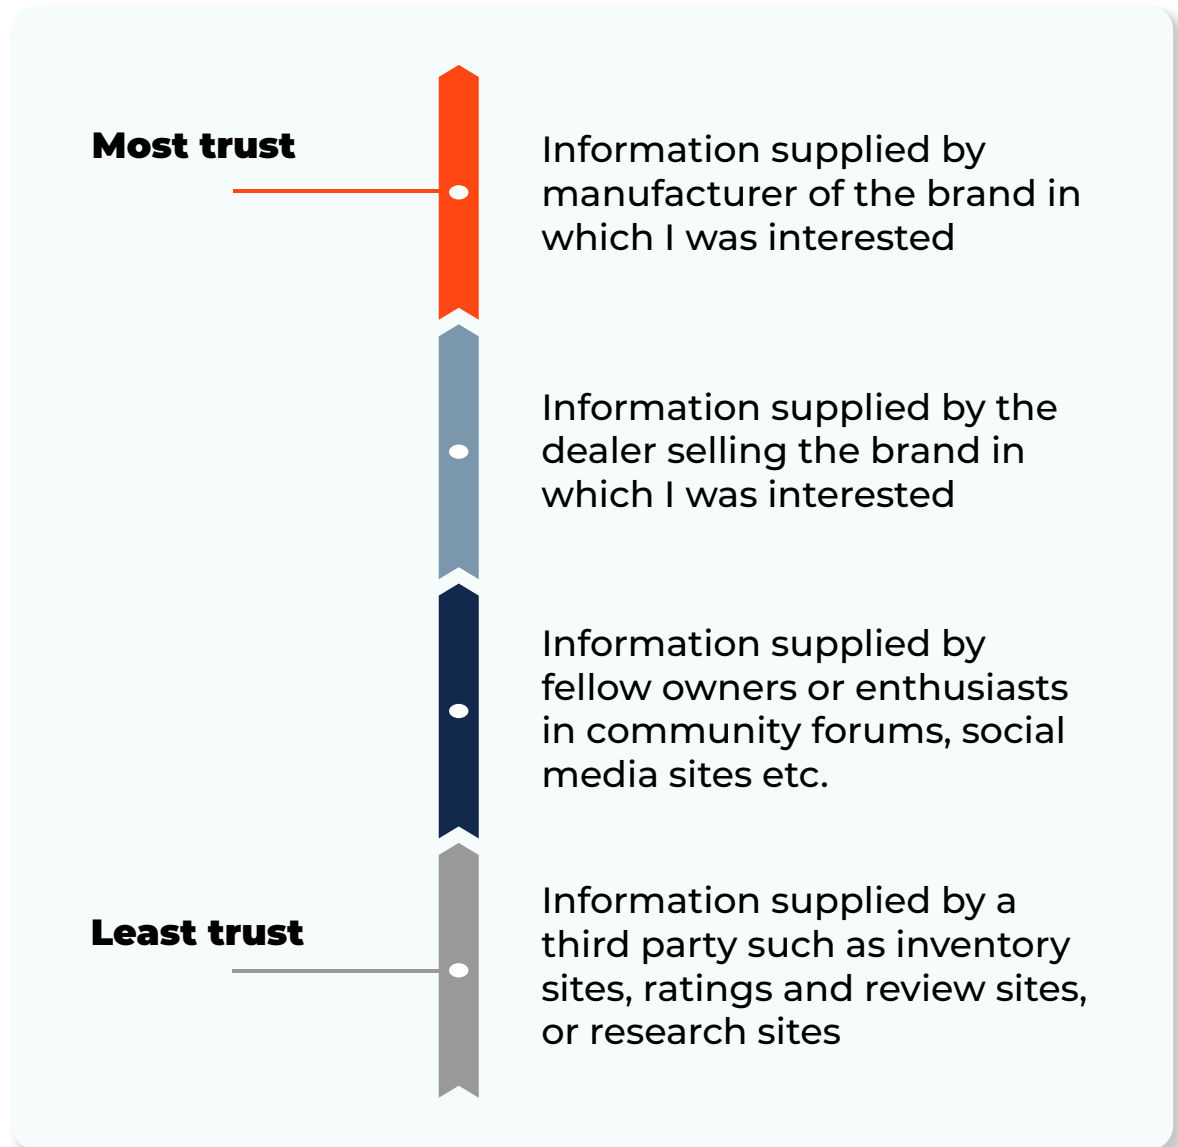 Most trust
Information supplied by
manufacturer of the brand in
which I was interested
Information supplied by the
dealer selling the brand in
which I was interested
Information supplied by
fellow owners or enthusiasts
in community forums, social
media sites etc.
Least trust
Information supplied by a
third party such as inventory
sites, ratings and review sites,
or research sites